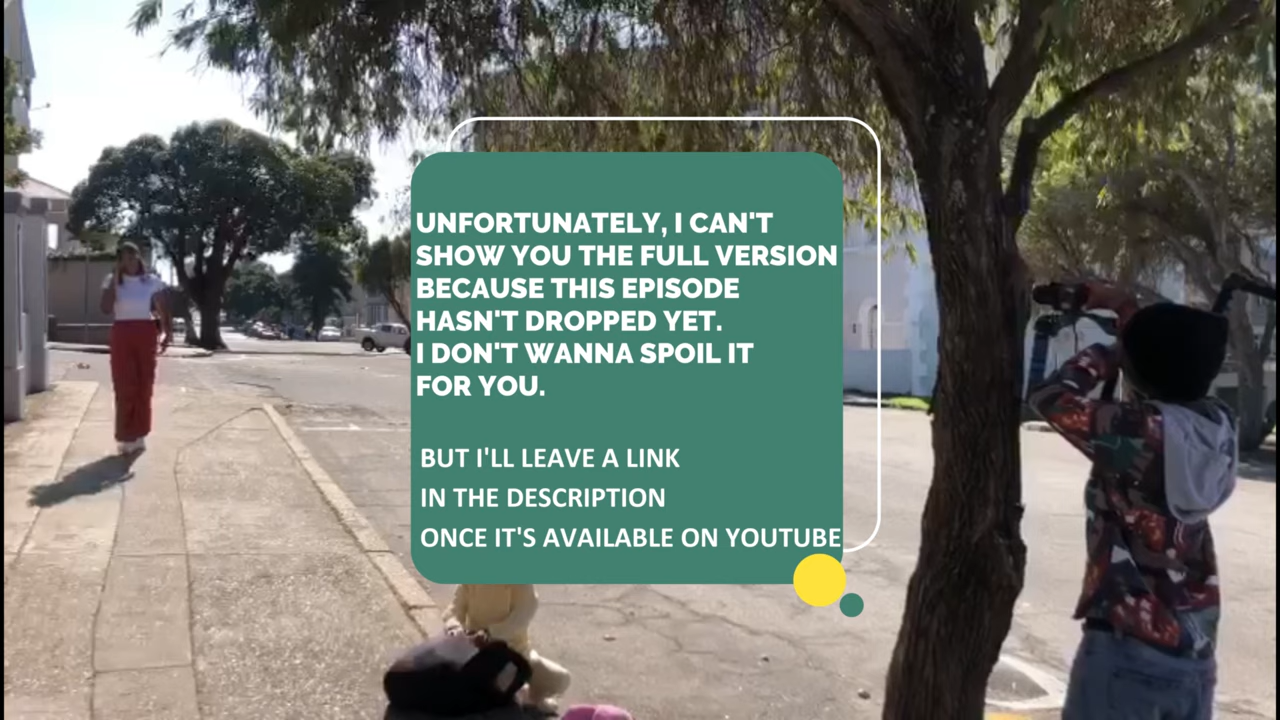 UNFORTUNATELY, I CAN'T
SHOW YOU THE FULL VERSION
BECAUSE THIS EPISODE
HASN'T DROPPED YET.
I DON'T WANNA SPOIL IT
FOR YOU.
BUT I'LL LEAVE A LINK
IN THE DESCRIPTION
ONCE IT'S AVAILABLE ON YOUTUBE